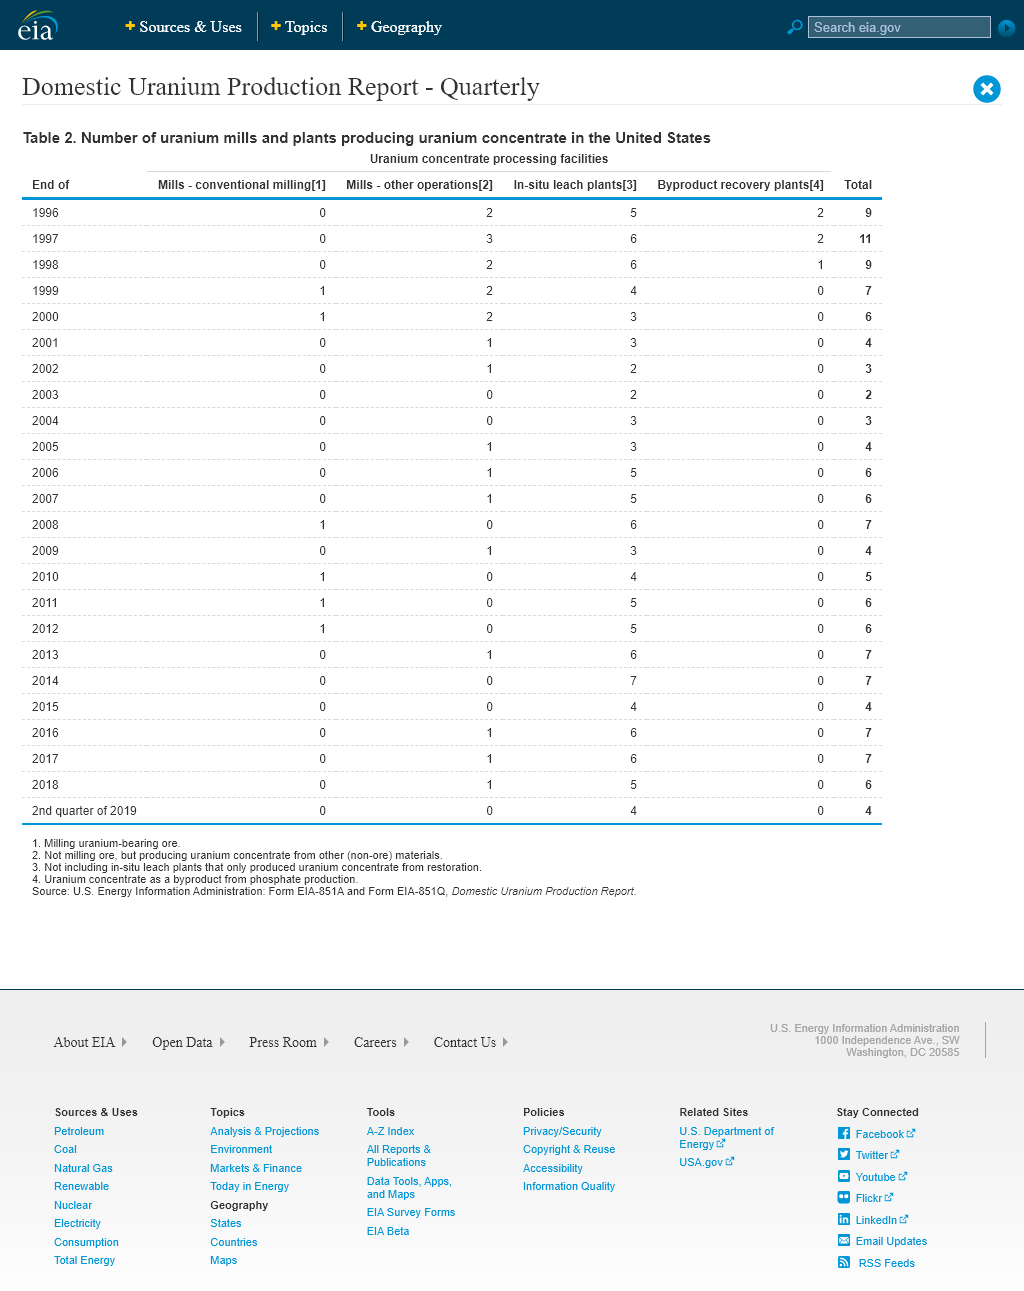 eia
Sources & Uses
Topics
Geography
Search eia.gov
Domestic Uranium Production Report - Quarterly
Table 2. Number of uranium mills and plants producing uranium concentrate in the United States
Uranium concentrate processing facilities
End of Mills - conventional milling[1] Mills - other operations[2] In-situ leach plants[3] Byproduct recovery plants[4] Total
1996 0 2 5 2 9
1997 0 3 6 2 11
1998 0 2 6 1 9
1999 1 2 4 0 7
2000 1 2 3 0 6
2001 0 1 3 0 4
2002 0 1 2 0 3
2003 0 0 2 0 2
2004 0 0 3 0 3
2005 0 1 3 0 4
2006 0 1 5 0 6
2007 0 1 5 0 6
2008 1 0 6 0 7
2009 0 1 3 0 4
2010 1 0 4 0 5
2011 1 0 5 0 6
2012 1 0 5 0 6
2013 0 1 6 0 7
2014 0 0 7 0 7
2015 0 0 4 0 4
2016 0 1 6 0 7
2017 0 1 6 0 7
2018 0 1 5 0 6
2nd quarter of 2019 0 0 4 0 4
1. Milling uranium-bearing ore.
2. Not milling ore, but producing uranium concentrate from other (non-ore) materials.
3. Not including in-situ leach plants that only produced uranium concentrate from restoration.
4. Uranium concentrate as a byproduct from phosphate production.
Source: U.S. Energy Information Administration: Form EIA-851A and Form EIA-851Q, Domestic Uranium Production Report.
About EIA
Open Data
Press Room
Careers
Contact Us
U.S. Energy Information Administration
1000 Independence Ave., SW
Washington, DC 20585
Sources & Uses
Petroleum
Coal
Natural Gas
Renewable
Nuclear
Electricity
Consumption
Total Energy
Topics
Analysis & Projections
Environment
Markets & Finance
Today in Energy
Geography
States
Countries
Maps
Tools
A-Z Index
All Reports &
Publications
Data Tools, Apps,
and Maps
EIA Survey Forms
EIA Beta
Policies
Privacy/Security
Copyright & Reuse
Accessibility
Information Quality
Related Sites
U.S. Department of
Energy
USA.gov
Stay Connected
Facebook
Twitter
Youtube
Flickr
LinkedIn
Email Updates
RSS Feeds